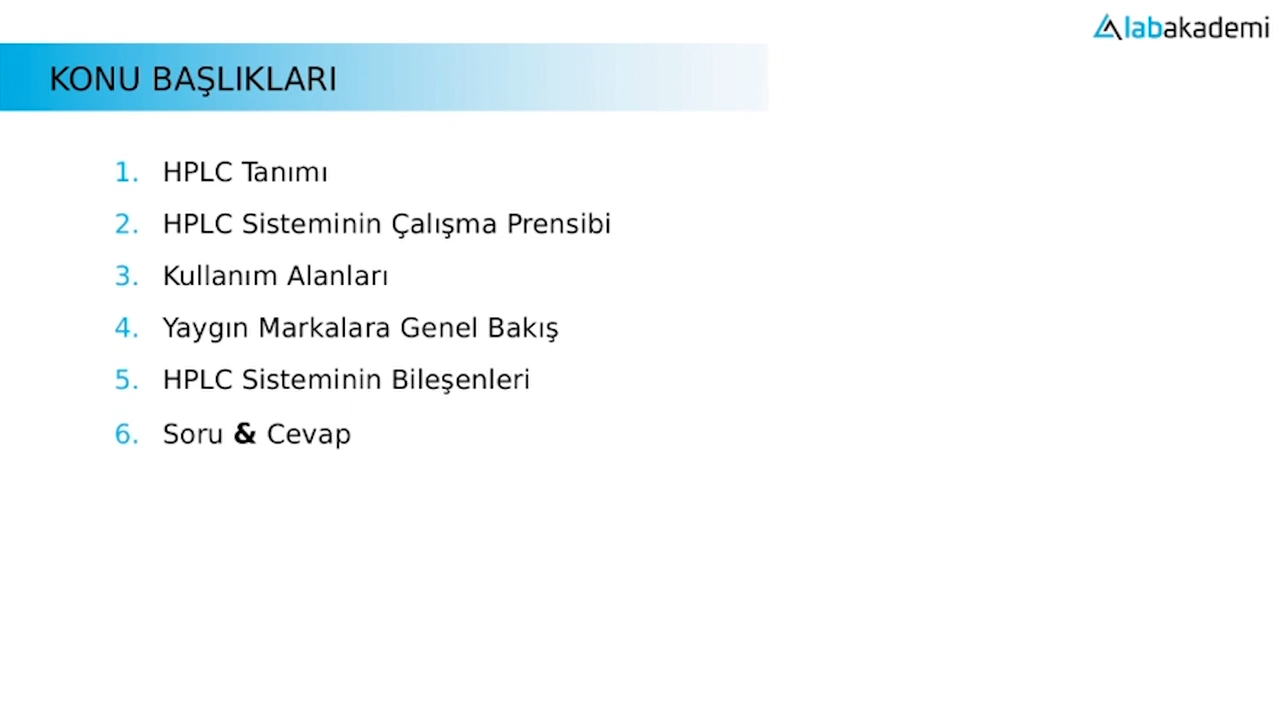 labakademi
KONU BAŞLIKLARI
1. HPLC Tanımı
2. HPLC Sisteminin Çalışma Prensibi
3. Kullanım Alanları
4. Yaygın Markalara Genel Bakış
5. HPLC Sisteminin Bileşenleri
6. Soru & Cevap